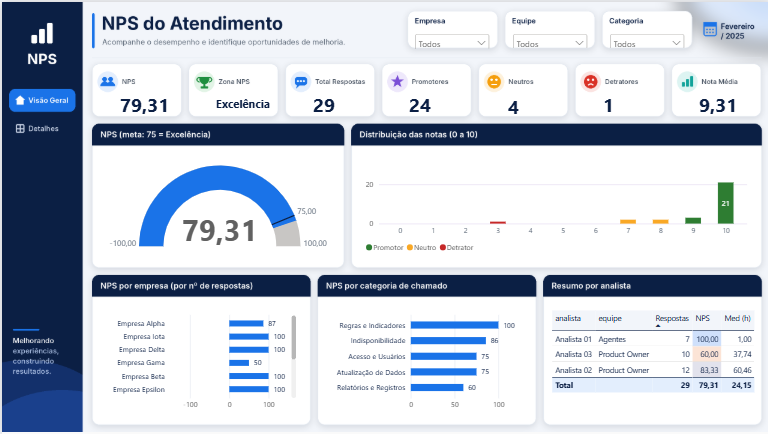 NPS
Visão Geral
Detalhes
Melhorando
experiências,
construindo
resultados.
NPS do Atendimento
Acompanhe o desempenho e identifique oportunidades de melhoria.
Empresa
Todos
Equipe
Todos
Categoria
Todos
Fevereiro
/ 2025
NPS
79,31
Zona NPS
Excelência
Total Respostas
29
Promotores
24
Neutros
4
Detratores
1
Nota Média
9,31
NPS (meta: 75 = Excelência)
75,00
79,31
-100,00
100,00
Distribuição das notas (0 a 10)
20
21
0
0 1 2 3 4 5 6 7 8 9 10
Promotor Neutro Detrator
NPS por empresa (por nº de respostas)
Empresa Alpha 87
Empresa Iota 100
Empresa Delta 100
Empresa Gama 50
Empresa Beta 100
Empresa Epsilon 100
-100 0 100
NPS por categoria de chamado
Regras e Indicadores 100
Indisponibilidade 86
Acesso e Usuários 75
Atualização de Dados 75
Relatórios e Registros 60
0 50 100
Resumo por analista
analista equipe Respostas NPS Med (h)
Analista 01 Agentes 7 100,00 1,00
Analista 03 Product Owner 10 60,00 37,74
Analista 02 Product Owner 12 83,33 60,46
Total 29 79,31 24,15